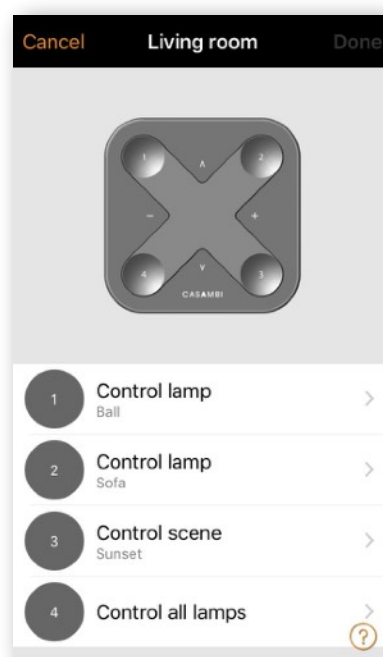 Cancel Living room Done
1 ∧ 2
− +
4 ∨ 3
CASAMBI
1 Control lamp
Ball
2 Control lamp
Sofa
3 Control scene
Sunset
4 Control all lamps
?